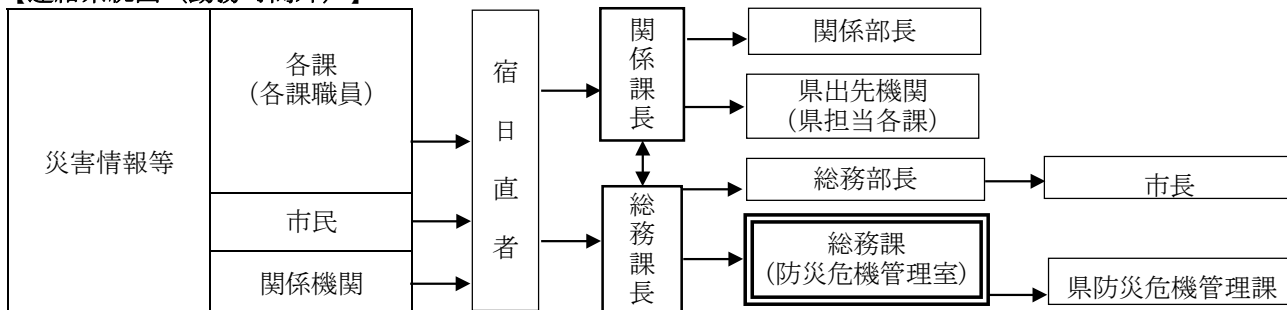 【連絡系統図（勤務時間外）】
災害情報等
各課
（各課職員）
市民
関係機関
宿日直者
関係課長
総務課長
関係部長
県出先機関
（県担当各課）
総務部長
市長
総務課
（防災危機管理室）
県防災危機管理課